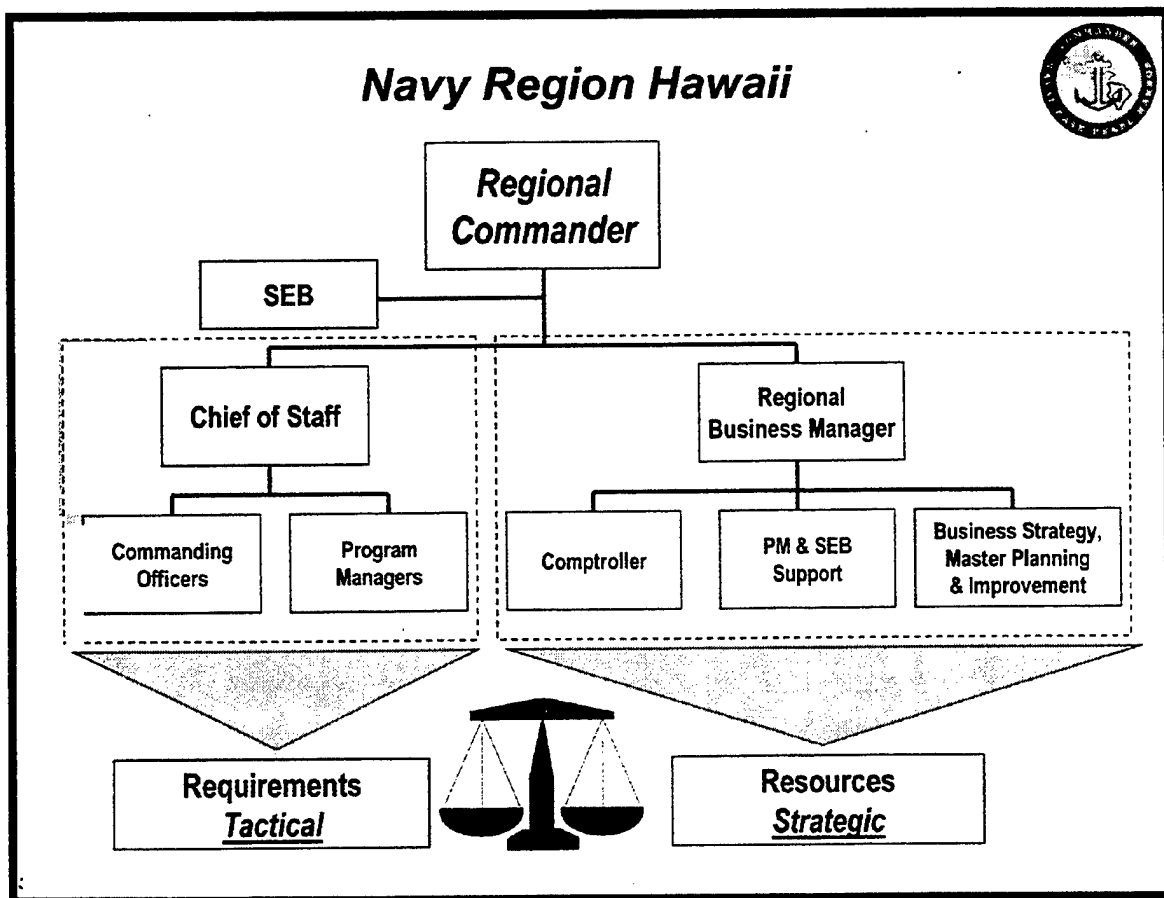 Navy Region Hawaii
COMMANDER
Regional
Commander
SEB
Chief of Staff
Regional
Business Manager
Commanding
Officers
Program
Managers
Comptroller
PM & SEB
Support
Business Strategy,
Master Planning
& Improvement
Requirements
Tactical
Resources
Strategic